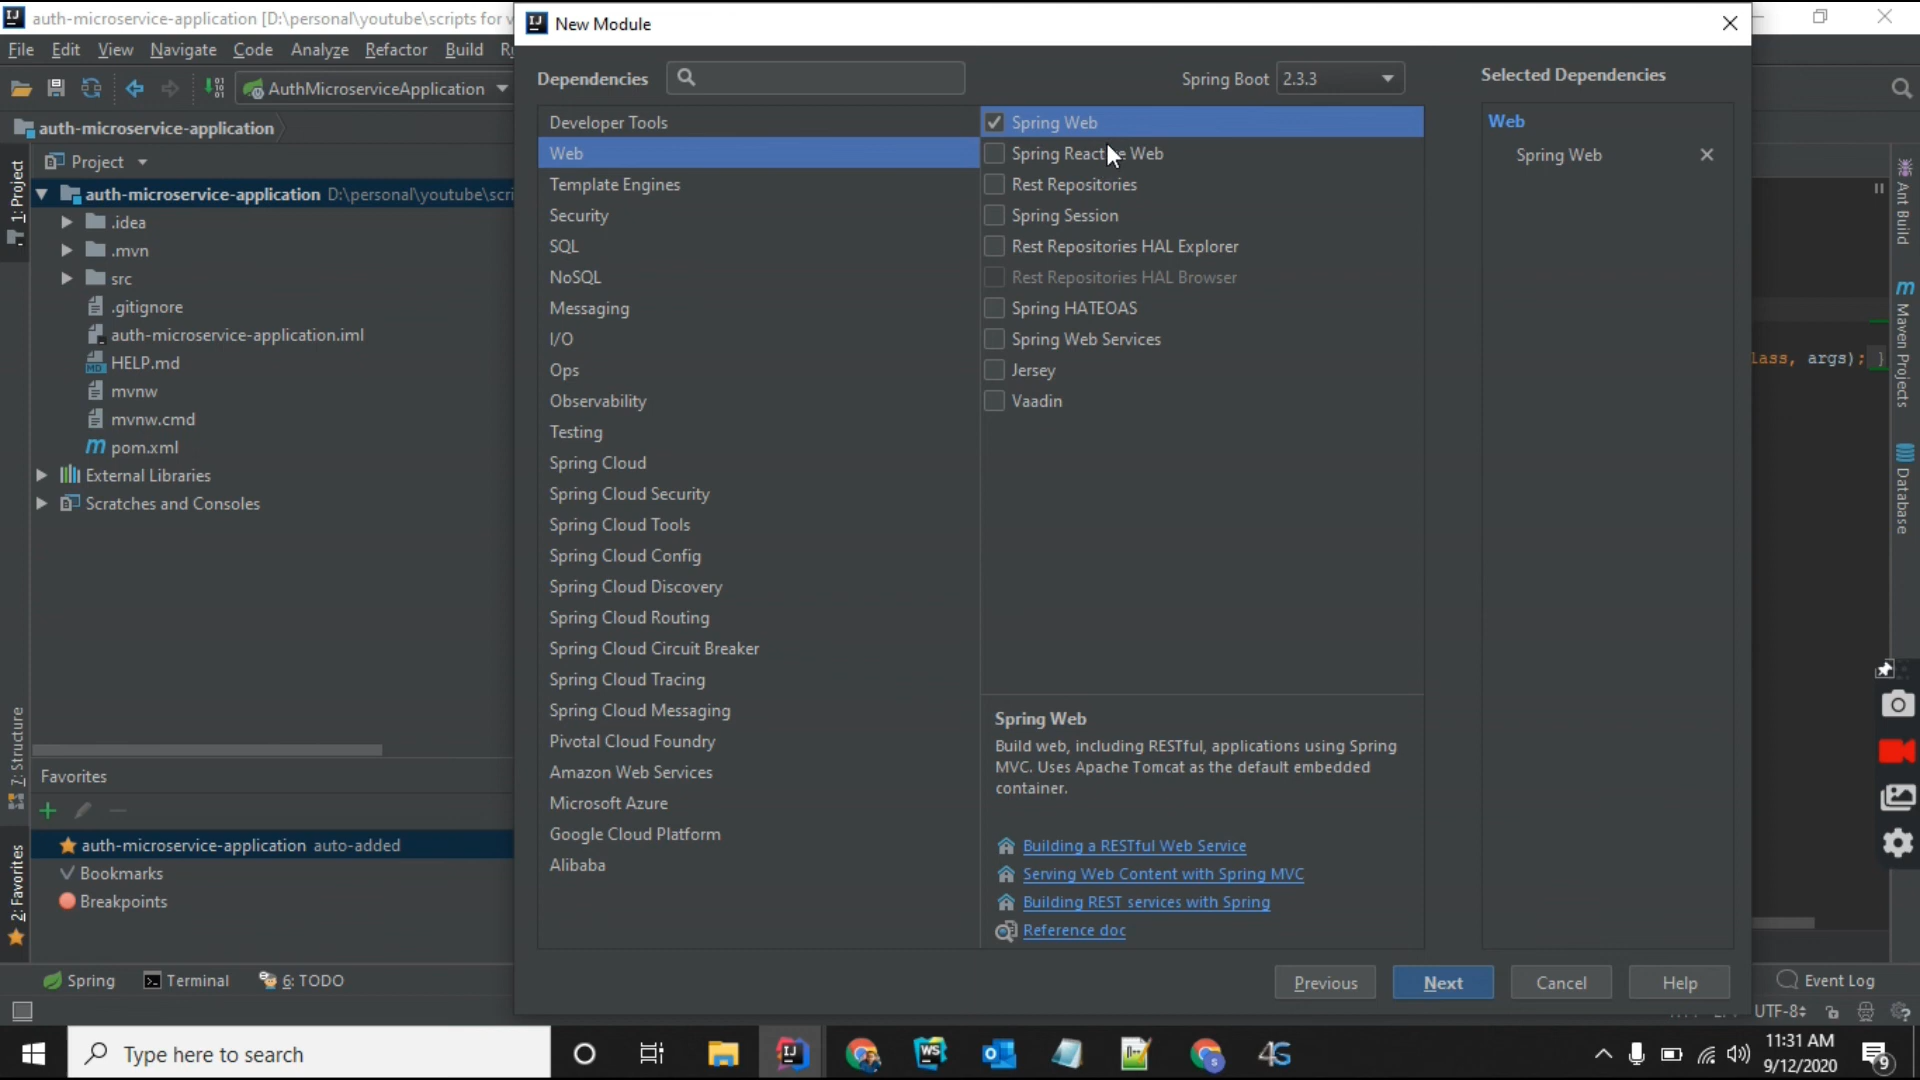 auth-microservice-application [D:\personal\youtube\scripts for v
New Module
File Edit View Navigate Code Analyze Refactor Build
Dependencies
Spring Boot 2.3.3
Selected Dependencies
AuthMicroserviceApplication
auth-microservice-application
1: Project
Project
auth-microservice-application D:\personal\youtube\scri
.idea
.mvn
src
.gitignore
auth-microservice-application.iml
HELP.md
mvnw
mvnw.cmd
pom.xml
External Libraries
Scratches and Consoles
7: Structure
Favorites
auth-microservice-application auto-added
Bookmarks
Breakpoints
2: Favorites
Developer Tools
Web
Template Engines
Security
SQL
NoSQL
Messaging
I/O
Ops
Observability
Testing
Spring Cloud
Spring Cloud Security
Spring Cloud Tools
Spring Cloud Config
Spring Cloud Discovery
Spring Cloud Routing
Spring Cloud Circuit Breaker
Spring Cloud Tracing
Spring Cloud Messaging
Pivotal Cloud Foundry
Amazon Web Services
Microsoft Azure
Google Cloud Platform
Alibaba
Spring Web
Spring Reactive Web
Rest Repositories
Spring Session
Rest Repositories HAL Explorer
Rest Repositories HAL Browser
Spring HATEOAS
Spring Web Services
Jersey
Vaadin
Spring Web
Build web, including RESTful, applications using Spring
MVC. Uses Apache Tomcat as the default embedded
container.
Building a RESTful Web Service
Serving Web Content with Spring MVC
Building REST services with Spring
Reference doc
Web
Spring Web
lass, args); }
Ant Build
Maven Projects
Database
Previous Next Cancel Help
Spring Terminal 6: TODO
Event Log
UTF-8
Type here to search
11:31 AM
9/12/2020
9